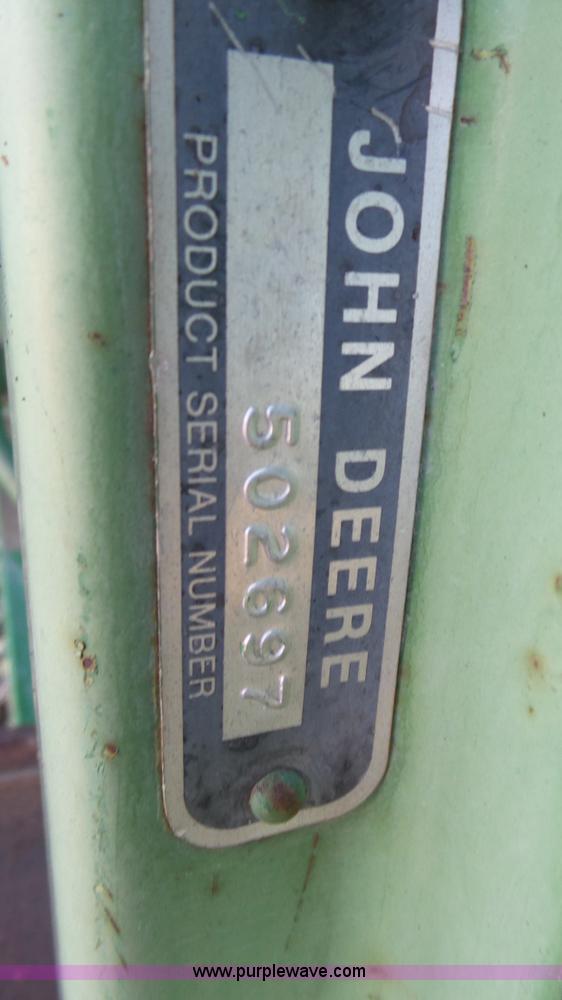 JOHN DEERE
502697
PRODUCT SERIAL NUMBER
www.purplewave.com